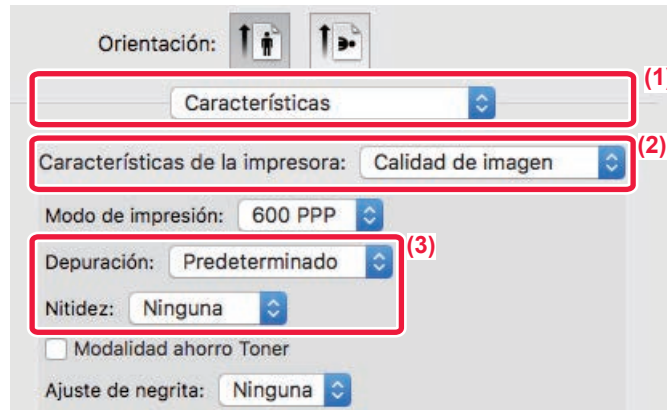 Orientación:
(1)
Características
(2)
Características de la impresora: Calidad de imagen
Modo de impresión: 600 PPP
(3)
Depuración: Predeterminado
Nitidez: Ninguna
Modalidad ahorro Toner
Ajuste de negrita: Ninguna